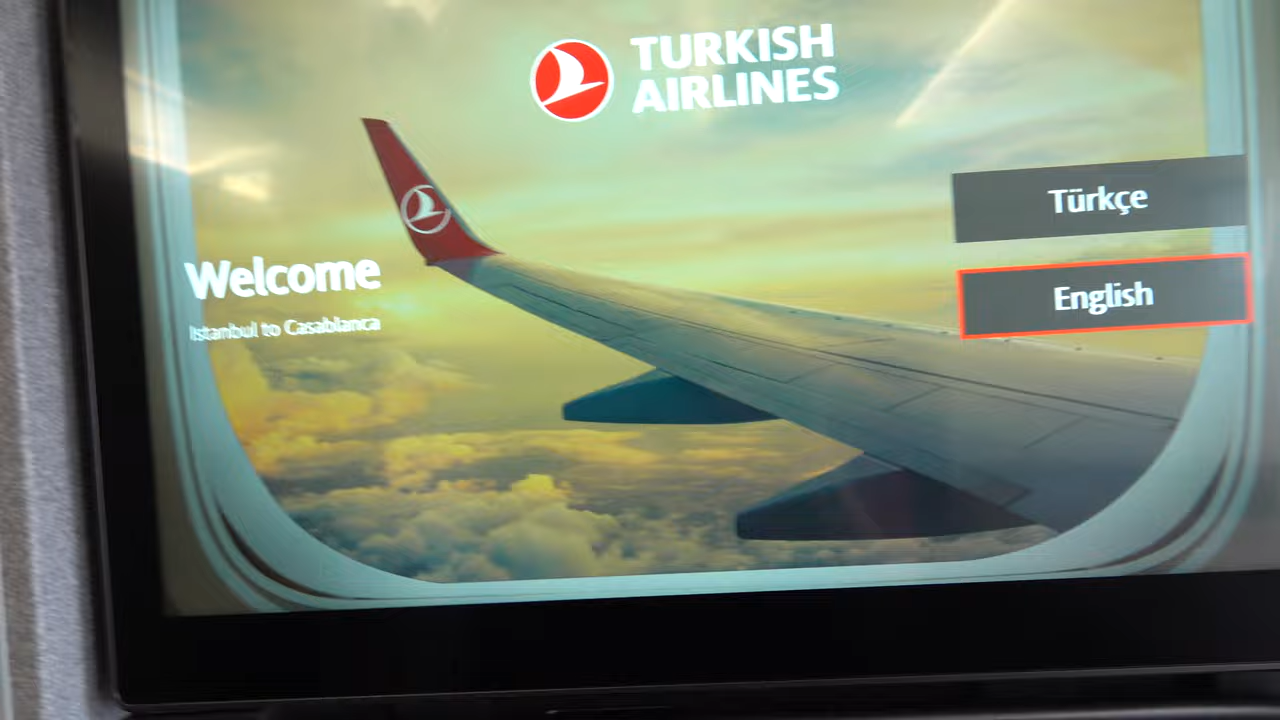 TURKISH
AIRLINES
Türkçe
Welcome
English
Istanbul to Casablanca